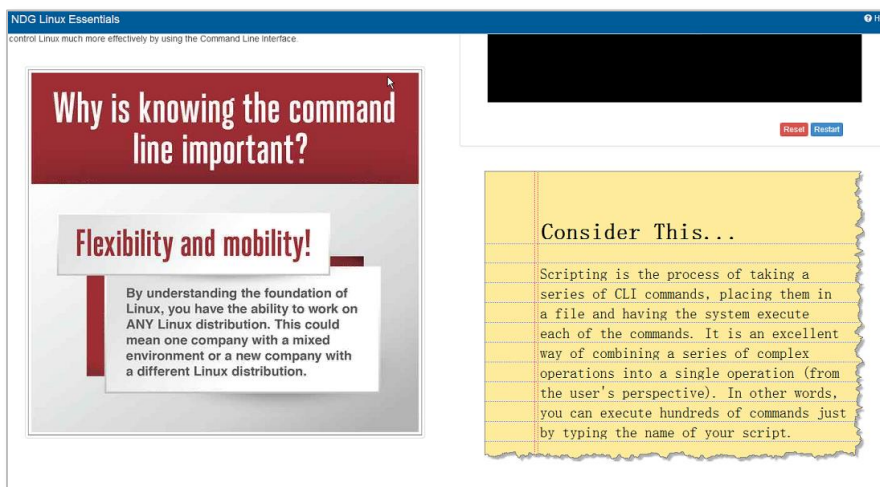 NDG Linux Essentials
control Linux much more effectively by using the Command Line Interface.
Why is knowing the command
line important?
Flexibility and mobility!
By understanding the foundation of
Linux, you have the ability to work on
ANY Linux distribution. This could
mean one company with a mixed
environment or a new company with
a different Linux distribution.
Reset Restart
Consider This...
Scripting is the process of taking a
series of CLI commands, placing them in
a file and having the system execute
each of the commands. It is an excellent
way of combining a series of complex
operations into a single operation (from
the user's perspective). In other words,
you can execute hundreds of commands just
by typing the name of your script.